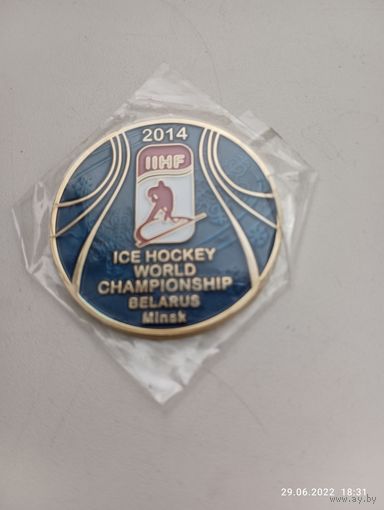 2014
IIHF
ICE HOCKEY
WORLD
CHAMPIONSHIP
BELARUS
Minsk
29.06.2022 18:31
www.ay.by